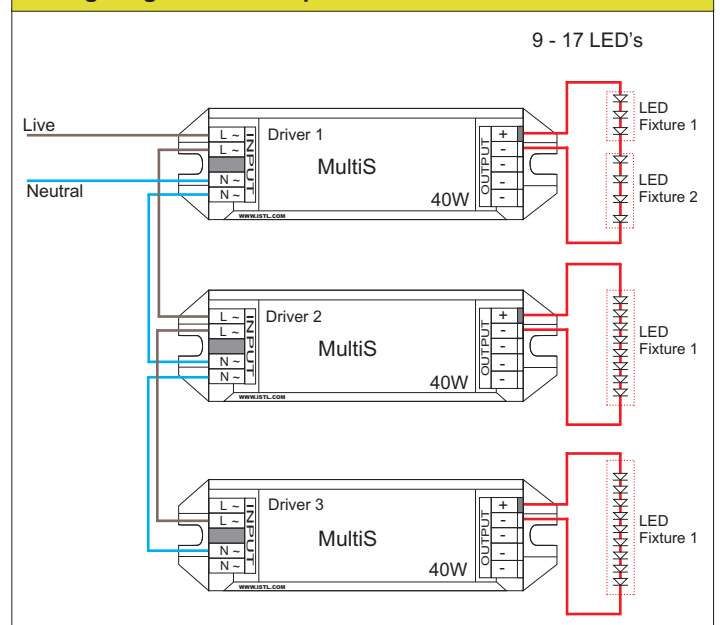 9 - 17 LED's
Live
Neutral
L ~
L ~
N ~
N ~
INPUT
Driver 1
MultiS
40W
WWW.ISTL.COM
OUTPUT
+
-
-
-
LED
Fixture 1
LED
Fixture 2
L ~
L ~
N ~
N ~
INPUT
Driver 2
MultiS
40W
WWW.ISTL.COM
OUTPUT
+
-
-
-
LED
Fixture 1
L ~
L ~
N ~
N ~
INPUT
Driver 3
MultiS
40W
WWW.ISTL.COM
OUTPUT
+
-
-
-
LED
Fixture 1